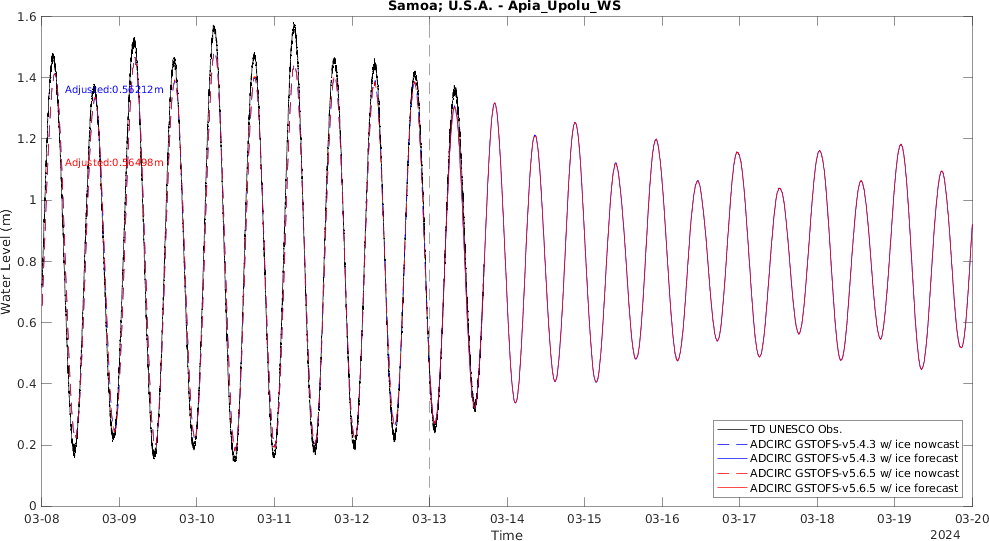 Samoa; U.S.A. - Apia_Upolu_WS
1.6
1.4
1.2
1
0.8
0.6
0.4
0.2
0
Water Level (m)
Adjusted:0.56212m
Adjusted:0.56498m
TD UNESCO Obs.
ADCIRC GSTOFS-v5.4.3 w/ ice nowcast
ADCIRC GSTOFS-v5.4.3 w/ ice forecast
ADCIRC GSTOFS-v5.6.5 w/ ice nowcast
ADCIRC GSTOFS-v5.6.5 w/ ice forecast
03-08 03-09 03-10 03-11 03-12 03-13 03-14 03-15 03-16 03-17 03-18 03-19 03-20
Time
2024